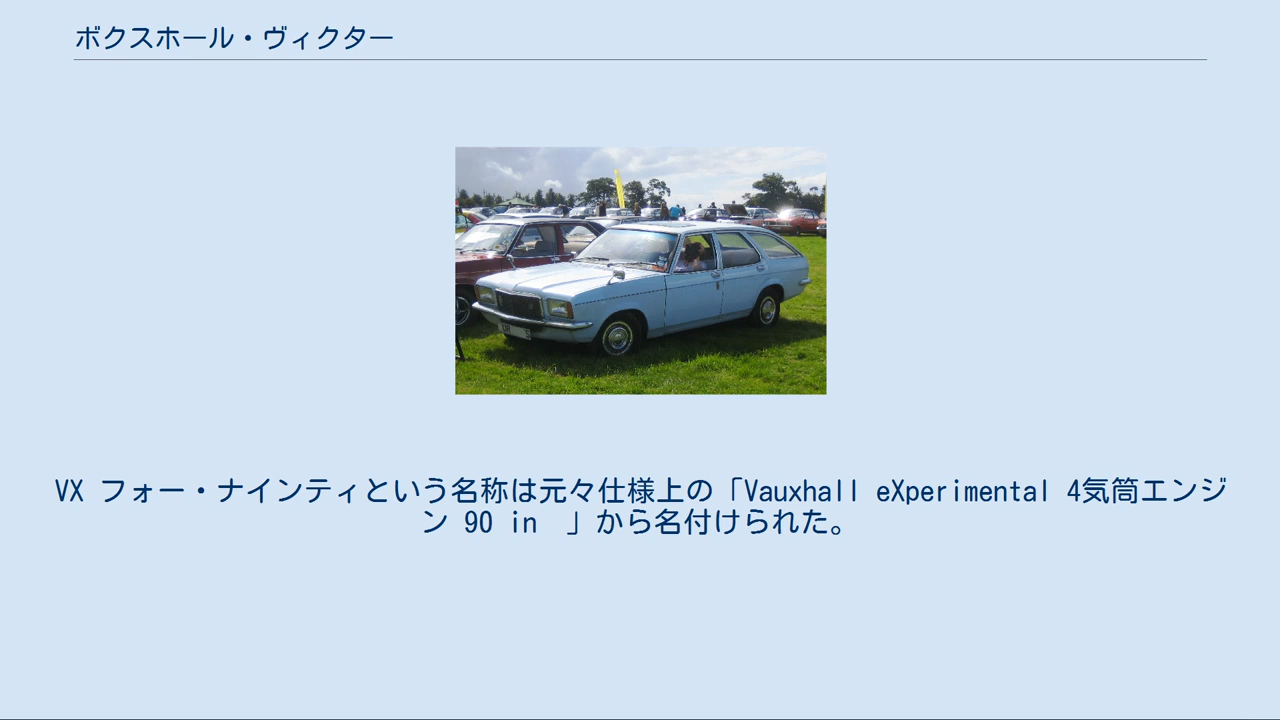 ボクスホール・ヴィクター
VX フォー・ナインティという名称は元々仕様上の「Vauxhall eXperimental 4気筒エンジ
ン 90 in  」から名付けられた。